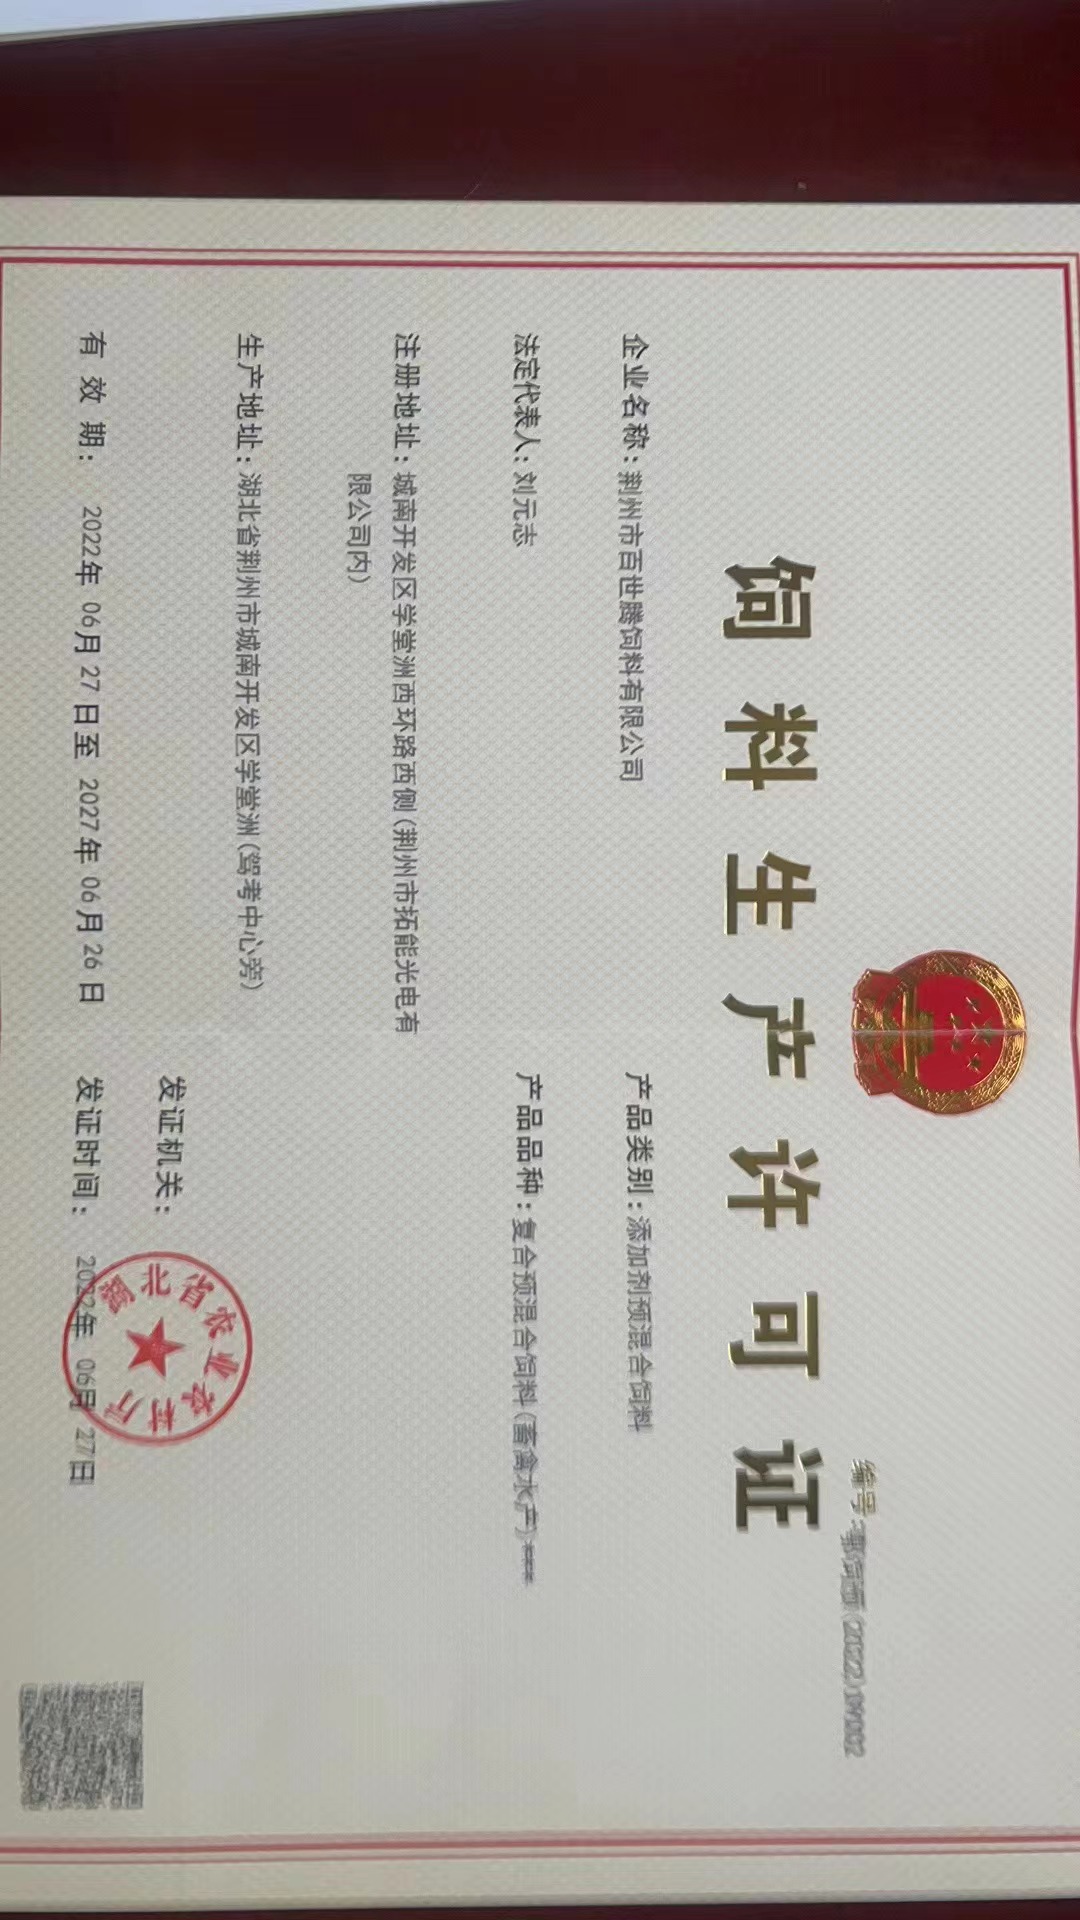 饲料生产许可证
编号:
企业名称:荆州市百世腾饲料有限公司
产品类别:添加剂预混合饲料
法定代表人:刘元志
产品品种:复合预混合饲料(畜禽水产)***
注册地址:城南开发区学堂洲西环路西侧(荆州市拓能光电有
限公司内)
生产地址:湖北省荆州市城南开发区学堂洲(驾考中心旁)
发证机关:
湖北省农业农村厅
有效期: 2022年06月27日至2027年06月26日
发证时间: 2022年06月27日